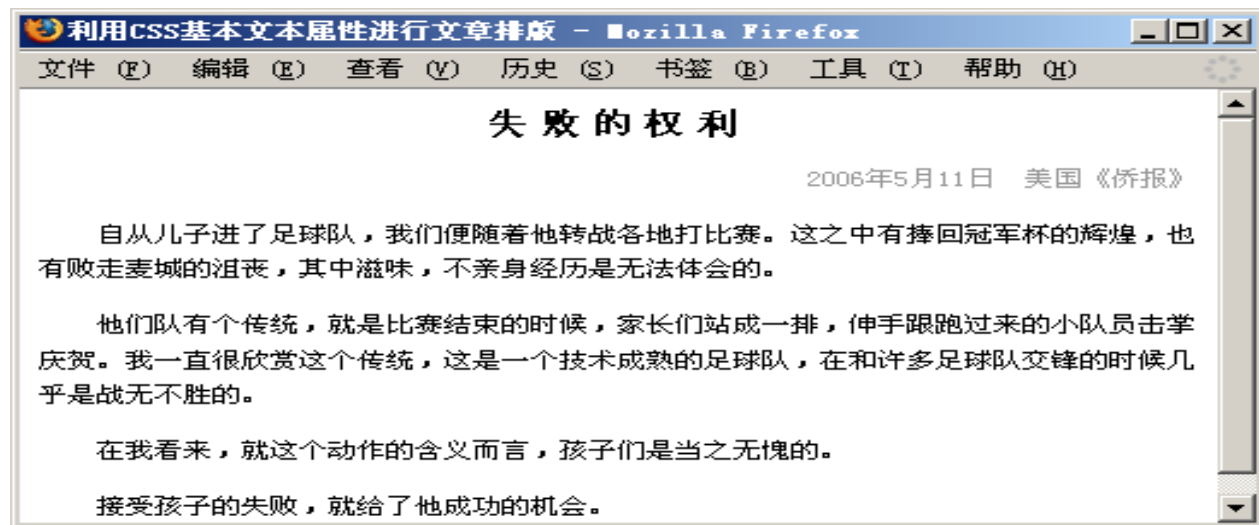 利用CSS基本文本属性进行文章排版 - Mozilla Firefox
文件 (F) 编辑 (E) 查看 (V) 历史 (S) 书签 (B) 工具 (T) 帮助 (H)
失败的权利
2006年5月11日 美国《侨报》
自从儿子进了足球队，我们便随着他转战各地打比赛。这之中有捧回冠军杯的辉煌，也
有败走麦城的沮丧，其中滋味，不亲身经历是无法体会的。
他们队有个传统，就是比赛结束的时候，家长们站成一排，伸手跟跑过来的小队员击掌
庆贺。我一直很欣赏这个传统，这是一个技术成熟的足球队，在和许多足球队交锋的时候几
乎是战无不胜的。
在我看来，就这个动作的含义而言，孩子们是当之无愧的。
接受孩子的失败，就给了他成功的机会。